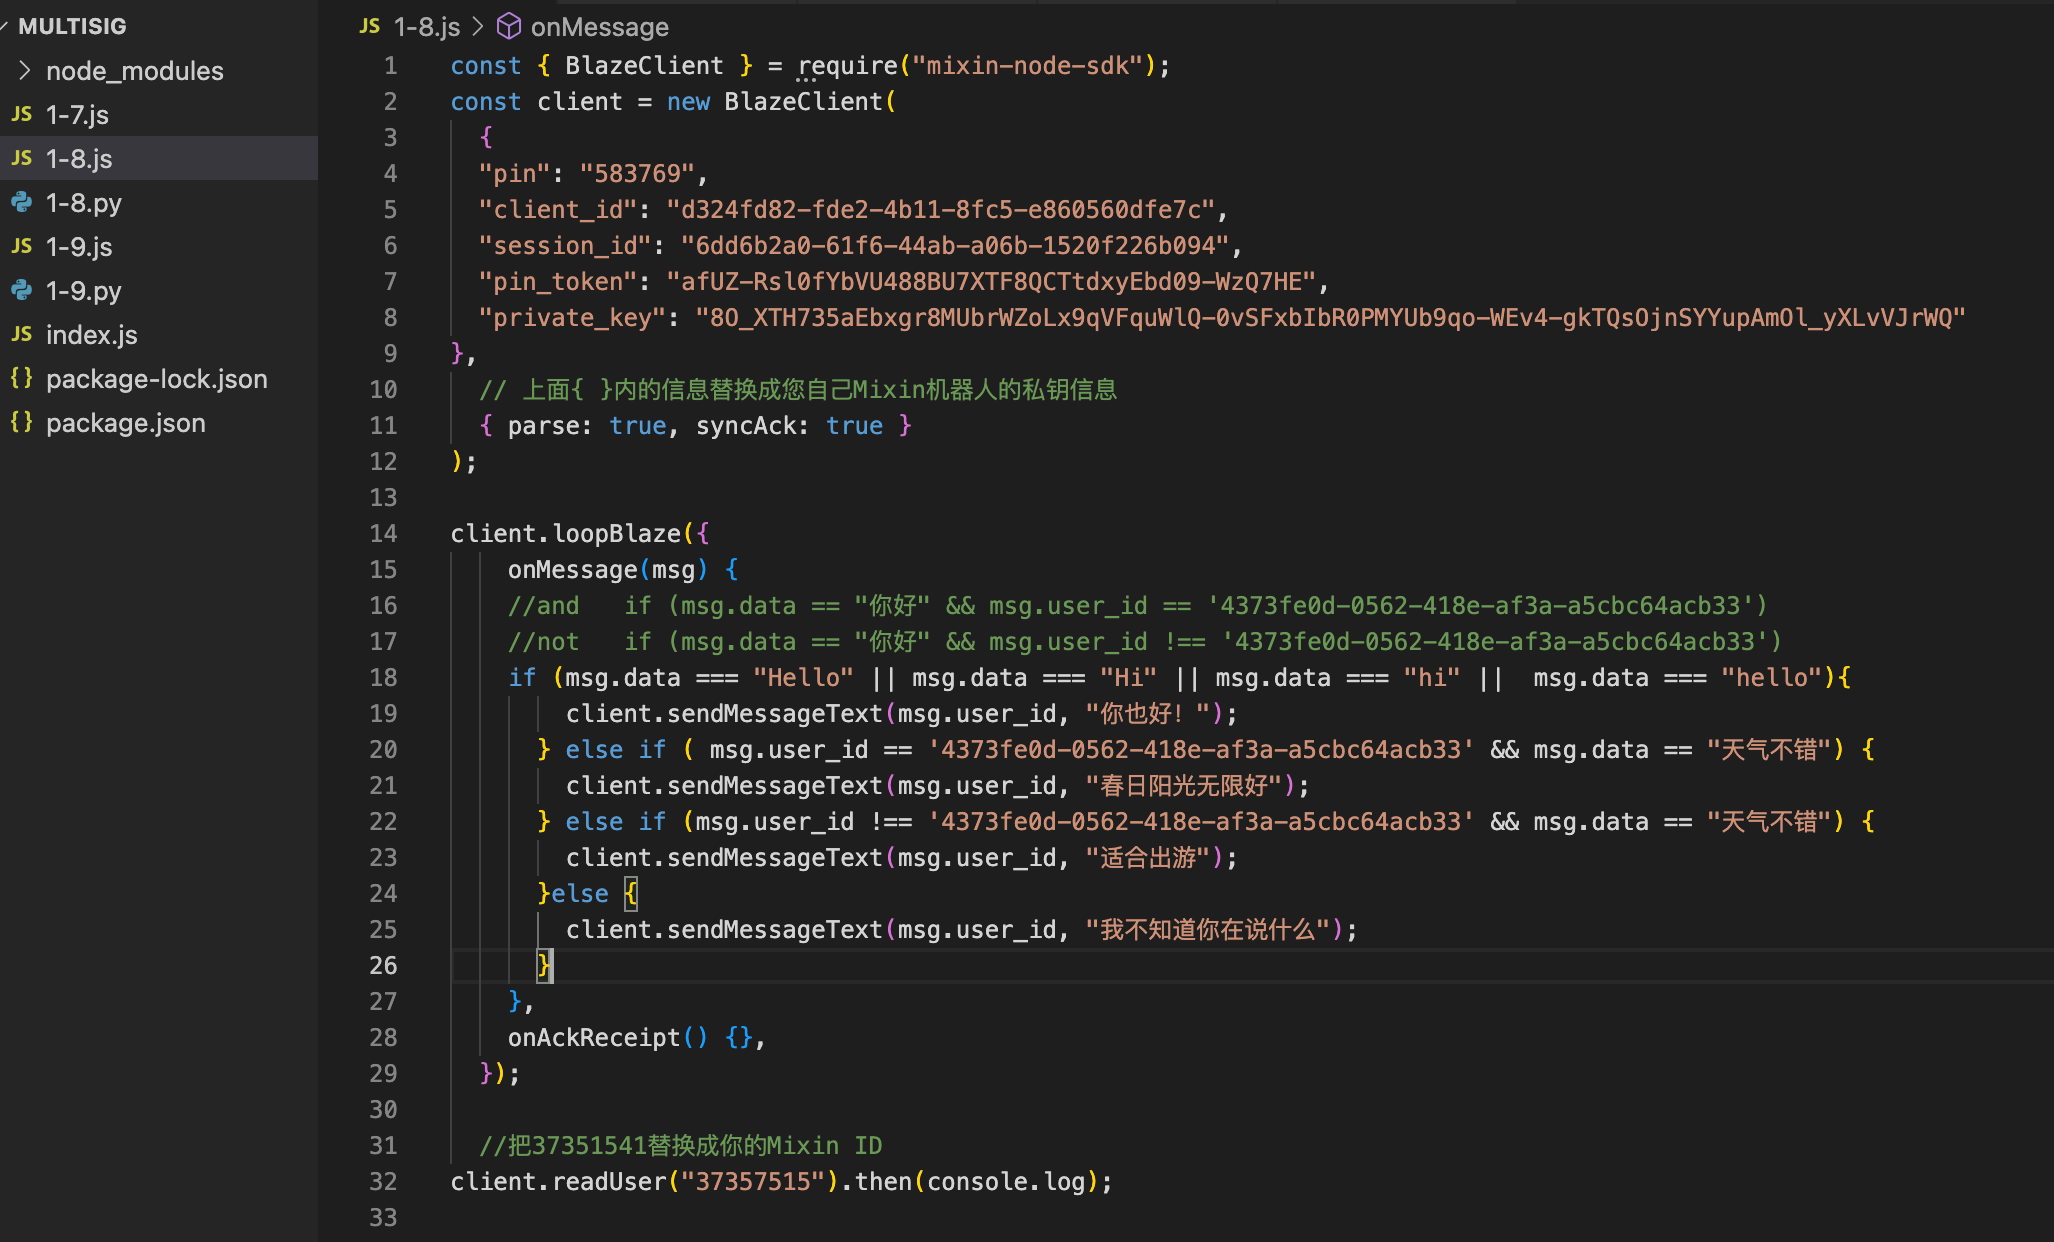 MULTISIG
node_modules
JS 1-7.js
JS 1-8.js
1-8.py
JS 1-9.js
1-9.py
JS index.js
{} package-lock.json
{} package.json
JS 1-8.js > onMessage
1 const { BlazeClient } = require("mixin-node-sdk");
2 const client = new BlazeClient(
3 {
4 "pin": "583769",
5 "client_id": "d324fd82-fde2-4b11-8fc5-e860560dfe7c",
6 "session_id": "6dd6b2a0-61f6-44ab-a06b-1520f226b094",
7 "pin_token": "afUZ-Rsl0fYbVU488BU7XTF8QCTtdxyEbd09-WzQ7HE",
8 "private_key": "8O_XTH735aEbxgr8MUbrWZoLx9qVFquWlQ-0vSFxbIbR0PMYUb9qo-WEv4-gkTQsOjnSYYupAmOl_yXLvVJrWQ"
9 },
10 // 上面{ }内的信息替换成您自己Mixin机器人的私钥信息
11 { parse: true, syncAck: true }
12 );
13
14 client.loopBlaze({
15 onMessage(msg) {
16 //and   if (msg.data == "你好" && msg.user_id == '4373fe0d-0562-418e-af3a-a5cbc64acb33')
17 //not   if (msg.data == "你好" && msg.user_id !== '4373fe0d-0562-418e-af3a-a5cbc64acb33')
18 if (msg.data === "Hello" || msg.data === "Hi" || msg.data === "hi" ||  msg.data === "hello"){
19 client.sendMessageText(msg.user_id, "你也好！");
20 } else if ( msg.user_id == '4373fe0d-0562-418e-af3a-a5cbc64acb33' && msg.data == "天气不错") {
21 client.sendMessageText(msg.user_id, "春日阳光无限好");
22 } else if (msg.user_id !== '4373fe0d-0562-418e-af3a-a5cbc64acb33' && msg.data == "天气不错") {
23 client.sendMessageText(msg.user_id, "适合出游");
24 }else {
25 client.sendMessageText(msg.user_id, "我不知道你在说什么");
26 }
27 },
28 onAckReceipt() {},
29 });
30
31 //把37351541替换成你的Mixin ID
32 client.readUser("37357515").then(console.log);
33